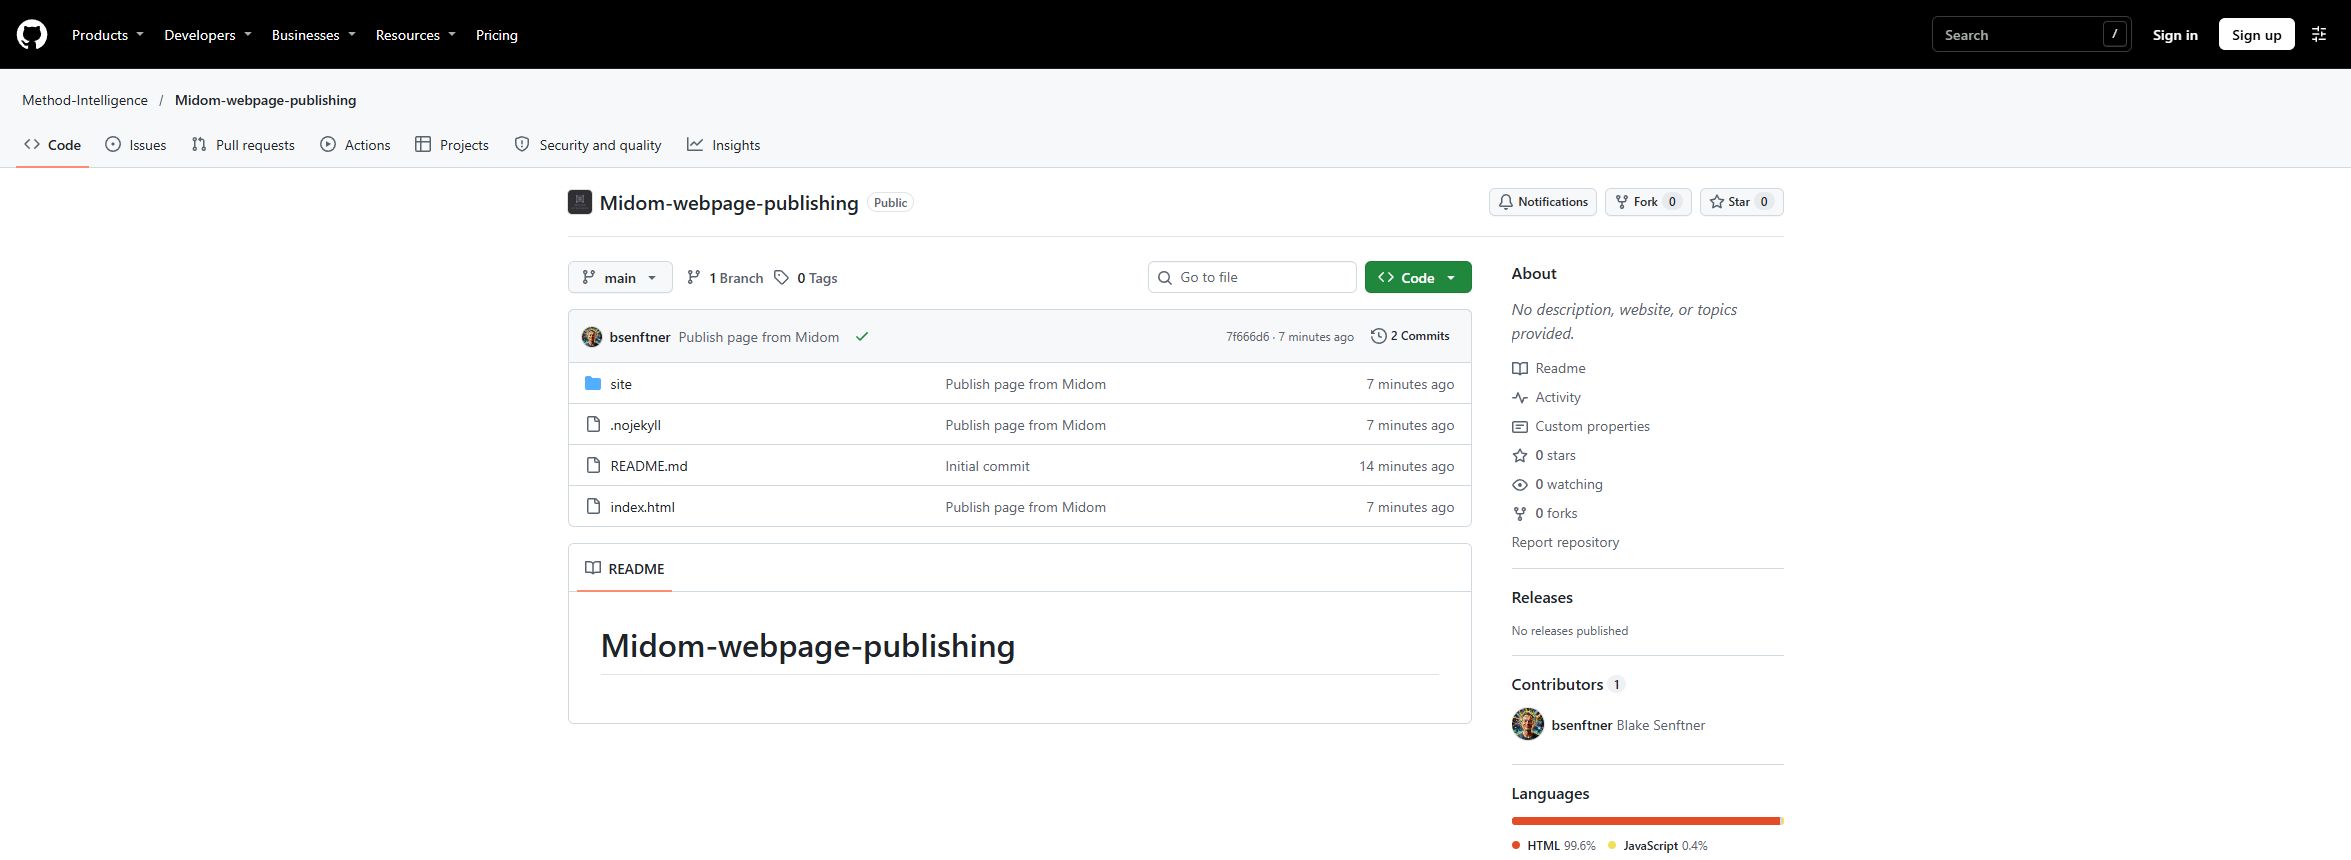 Products Developers Businesses Resources Pricing Search / Sign in Sign up
Method-Intelligence / Midom-webpage-publishing
Code Issues Pull requests Actions Projects Security and quality Insights
Midom-webpage-publishing Public Notifications Fork 0 Star 0
main 1 Branch 0 Tags Go to file Code
bsenftner Publish page from Midom 7f666d6 · 7 minutes ago 2 Commits
site Publish page from Midom 7 minutes ago
.nojekyll Publish page from Midom 7 minutes ago
README.md Initial commit 14 minutes ago
index.html Publish page from Midom 7 minutes ago
README
Midom-webpage-publishing
About
No description, website, or topics
provided.
Readme
Activity
Custom properties
0 stars
0 watching
0 forks
Report repository
Releases
No releases published
Contributors 1
bsenftner Blake Senftner
Languages
HTML 99.6% JavaScript 0.4%